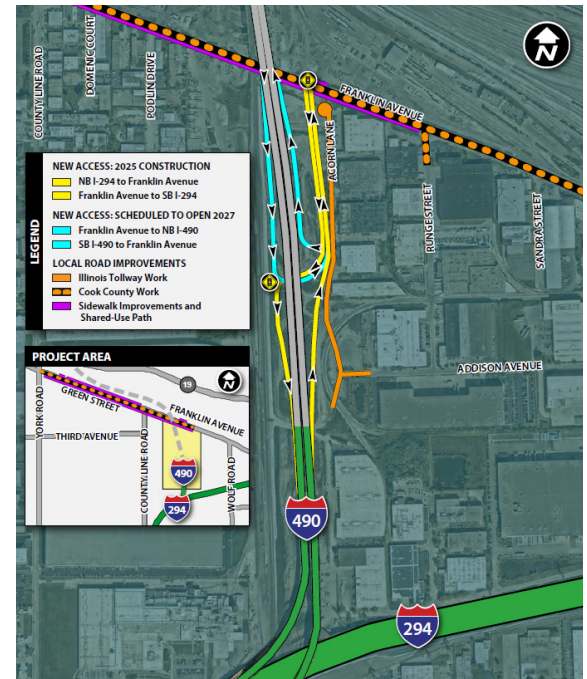 COUNTY LINE ROAD
DOMENIC COURT
PODLIN DRIVE
N
FRANKLIN AVENUE
ACORN LANE
RUNGE STREET
SANDRA STREET
ADDISON AVENUE
LEGEND
NEW ACCESS: 2025 CONSTRUCTION
NB I-294 to Franklin Avenue
Franklin Avenue to SB I-294
NEW ACCESS: SCHEDULED TO OPEN 2027
Franklin Avenue to NB I-490
SB I-490 to Franklin Avenue
LOCAL ROAD IMPROVEMENTS
Illinois Tollway Work
Cook County Work
Sidewalk Improvements and
Shared-Use Path
PROJECT AREA
N
19
GREEN STREET
FRANKLIN AVENUE
YORK ROAD
THIRD AVENUE
COUNTY LINE ROAD
WOLF ROAD
490
294
490
294